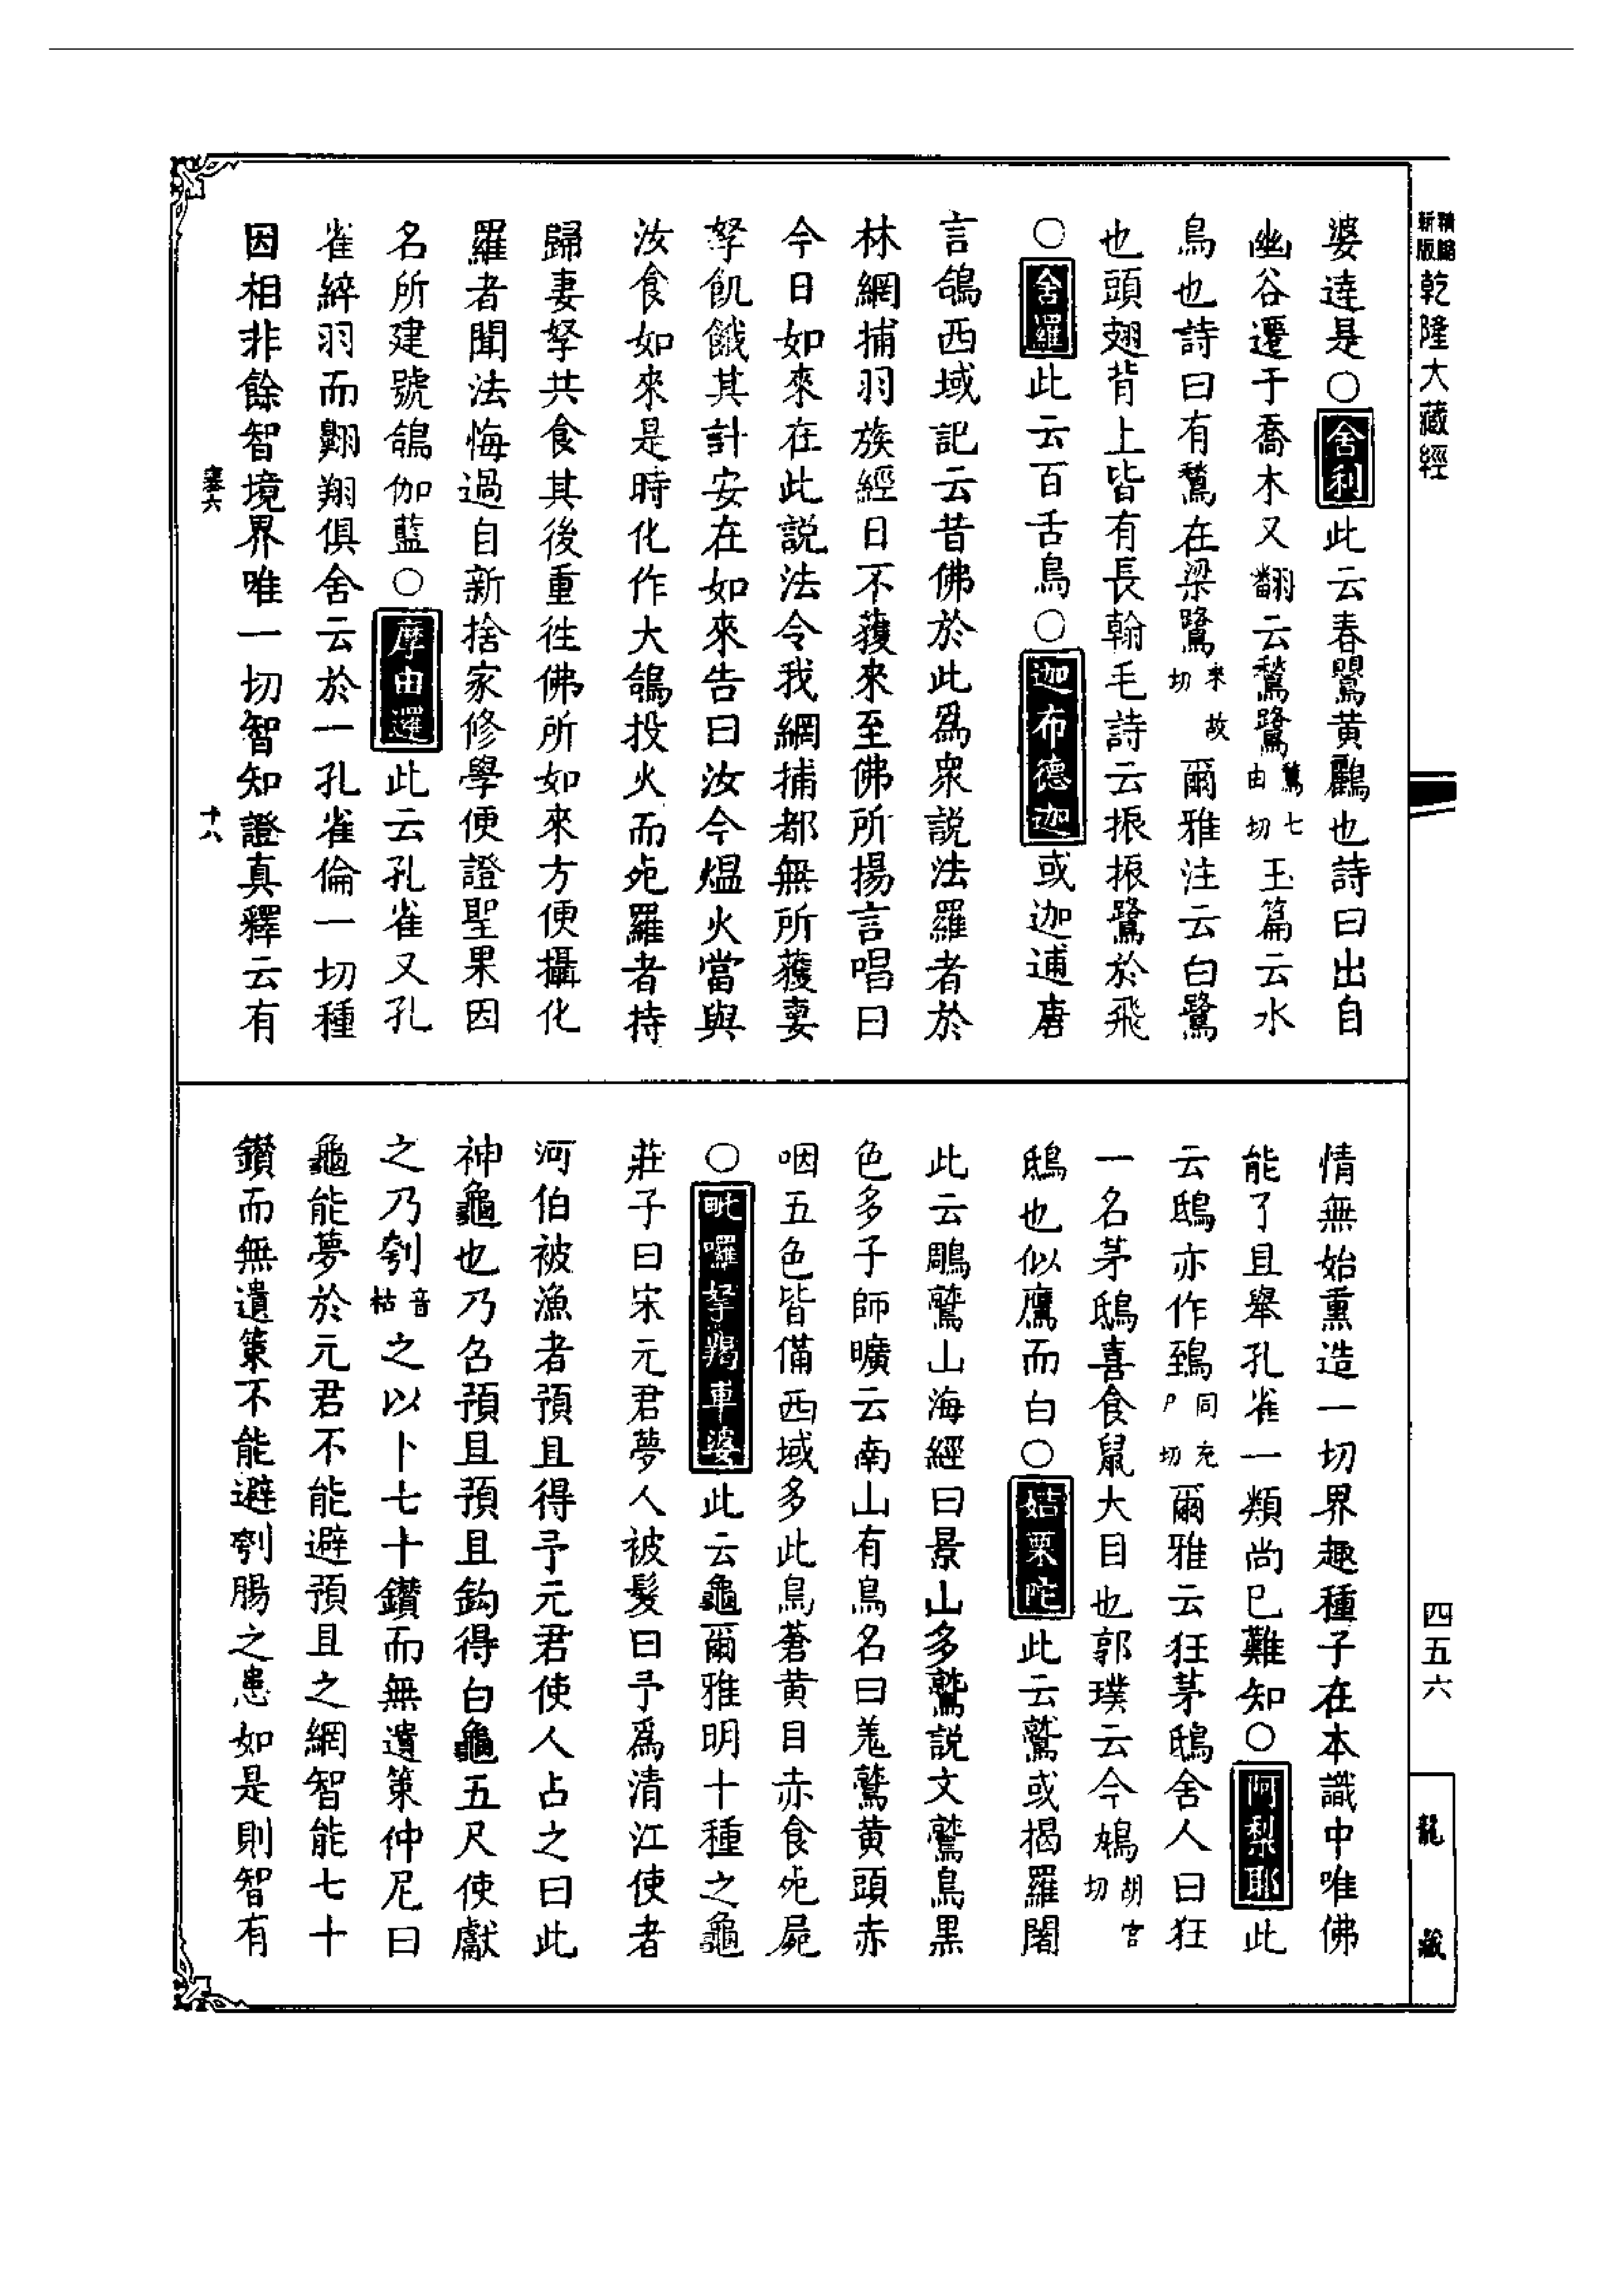 精縮新版乾隆大藏經
婆達是○舍利此云春鸎黃鸝也詩曰出自
幽谷遷于喬木又翻云鶖鷺鶖七由切玉篇云水
鳥也詩曰有鶖在梁鷺來故切爾雅注云白鷺
也頭翅背上皆有長翰毛詩云振振鷺於飛
○舍羅此云百舌鳥○迦布德迦或迦逋唐
言鴿西域記云昔佛於此為衆說法羅者於
林網捕羽族經日不獲來至佛所揚言唱曰
今日如來在此說法令我網捕都無所獲妻
孥飢餓其計安在如來告曰汝今熅火當與
汝食如來是時化作大鴿投火而死羅者持
歸妻孥共食其後重徃佛所如來方便攝化
羅者聞法悔過自新捨家修學便證聖果因
名所建號鴿伽藍○摩由邏此云孔雀又孔
雀綷羽而翺翔俱舍云於一孔雀倫一切種
因相非餘智境界唯一切智知證真釋云有
塞六
十八
情無始熏造一切界趣種子在本識中唯佛
能了且舉孔雀一類尚巳難知○阿梨耶此
云鴟亦作鵄同充尸切爾雅云狂茅鴟舍人曰狂
一名茅鴟喜食鼠大目也郭璞云今鳩胡官切
鴟也似鷹而白○姞栗陀此云鷲或揭羅闍
此云鵰鷲山海經曰景山多鷲說文鷲鳥黑
色多子師曠云南山有鳥名曰羗鷲黃頭赤
咽五色皆備西域多此鳥蒼黃目赤食死屍
○毗囉拏羯車婆此云龜爾雅明十種之龜
莊子曰宋元君夢人被髮曰予為清江使者
河伯被漁者預且得予元君使人占之曰此
神龜也乃名預且預且鈎得白龜五尺使獻
之乃刳音枯之以卜七十鑽而無遺策仲尼曰
龜能夢於元君不能避預且之網智能七十
鑽而無遺策不能避刳腸之患如是則智有
四五六
龍藏